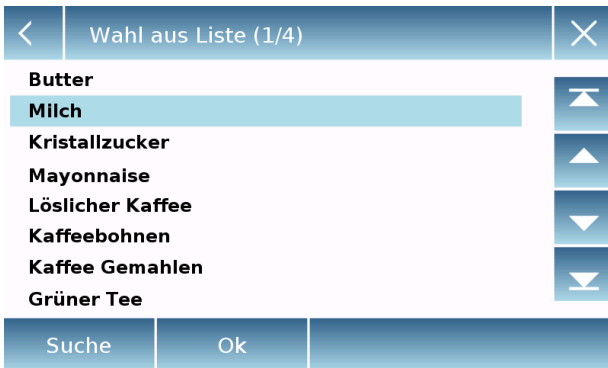 Wahl aus Liste (1/4)
Butter
Milch
Kristallzucker
Mayonnaise
Löslicher Kaffee
Kaffeebohnen
Kaffee Gemahlen
Grüner Tee
Suche
Ok